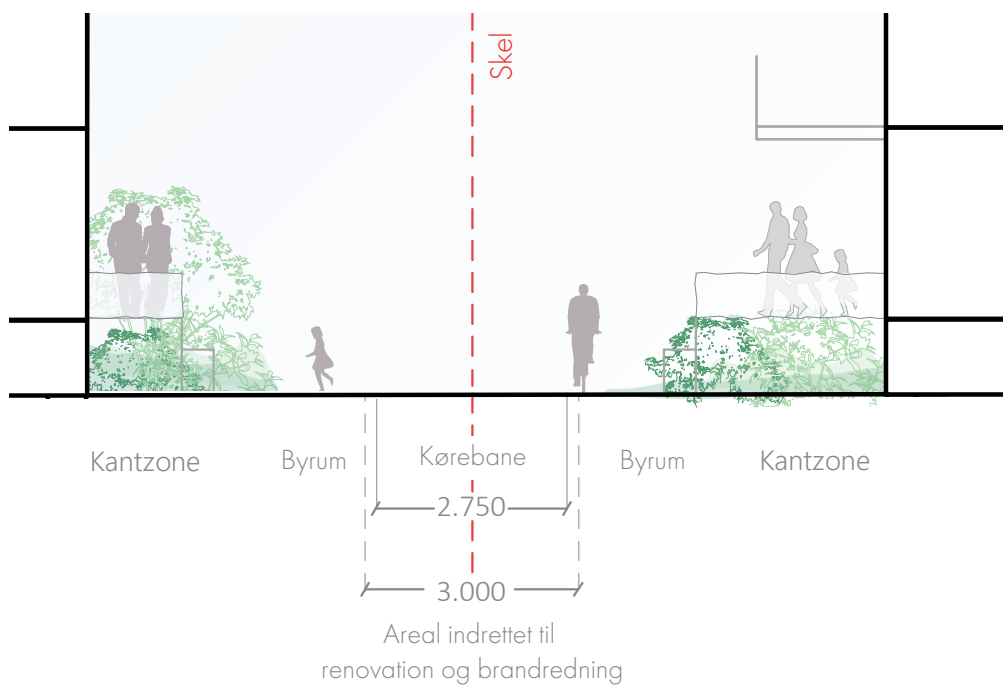 Skel
Kantzone
Byrum
Kørebane
Byrum
Kantzone
2.750
3.000
Areal indrettet til
renovation og brandredning